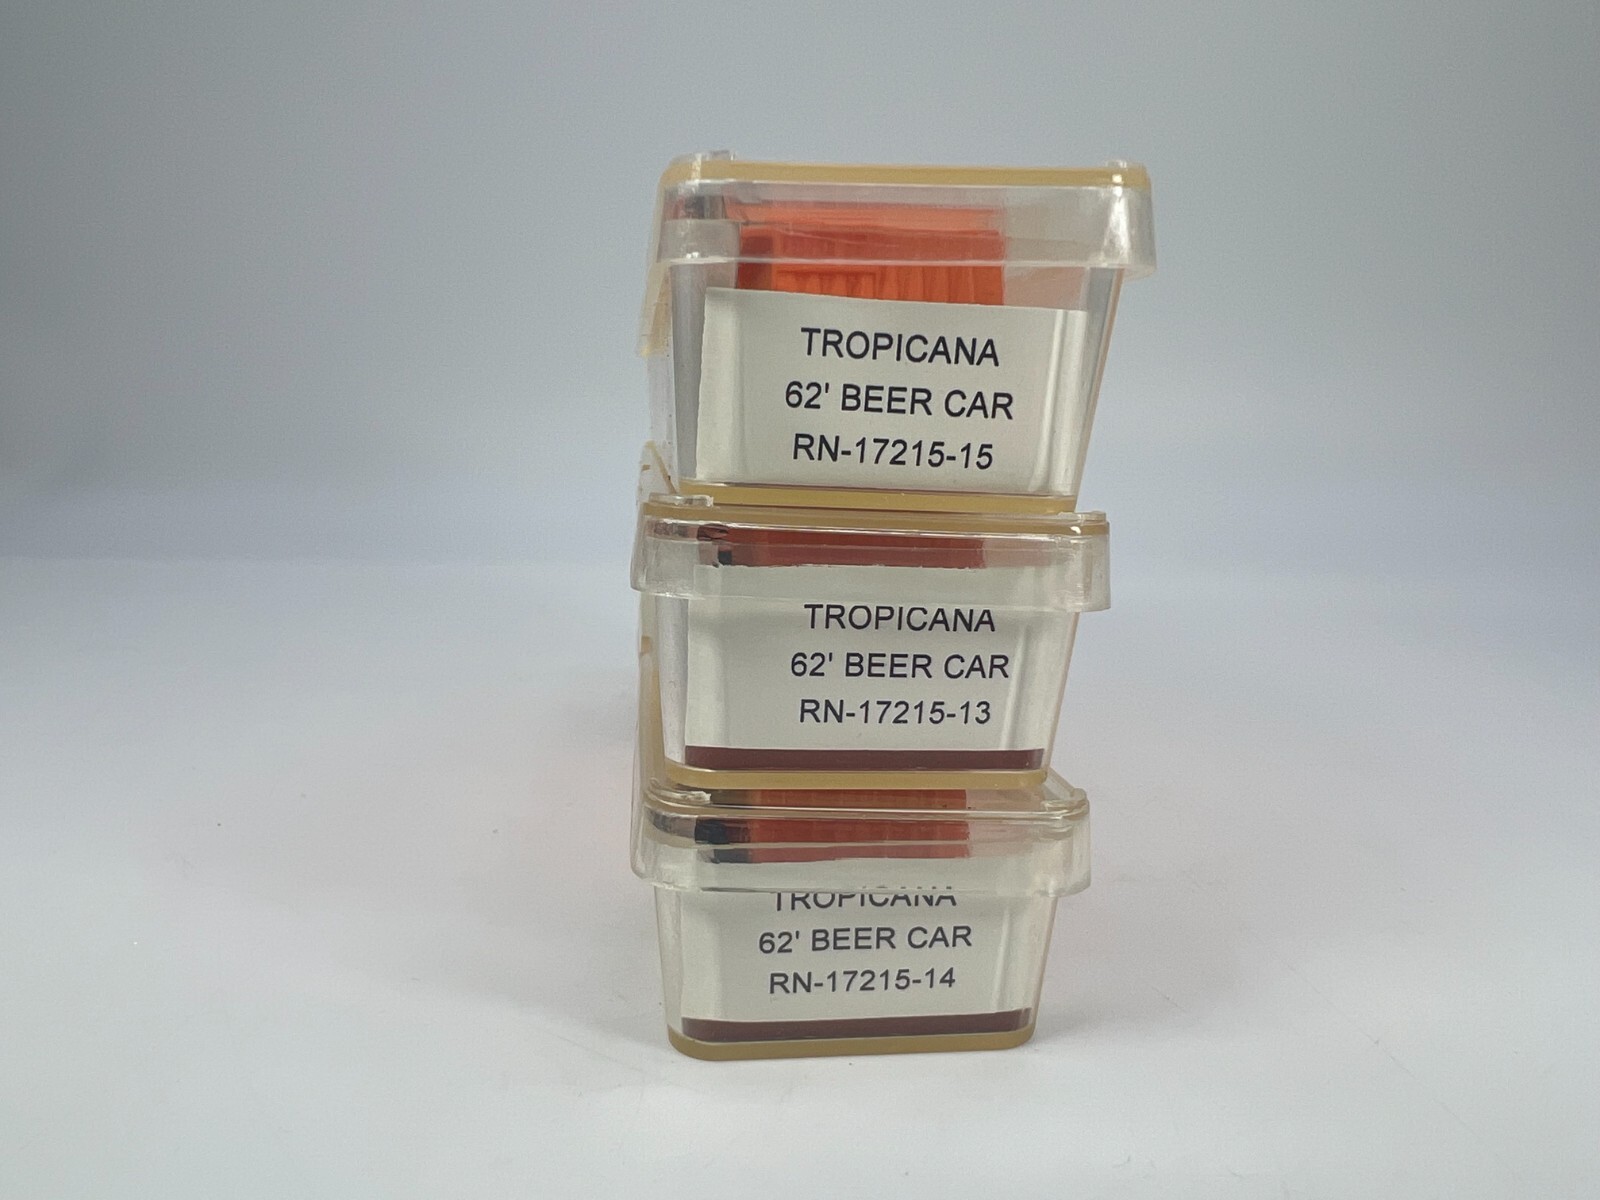 TROPICANA
62' BEER CAR
RN-17215-15
TROPICANA
62' BEER CAR
RN-17215-13
TROPICANA
62' BEER CAR
RN-17215-14